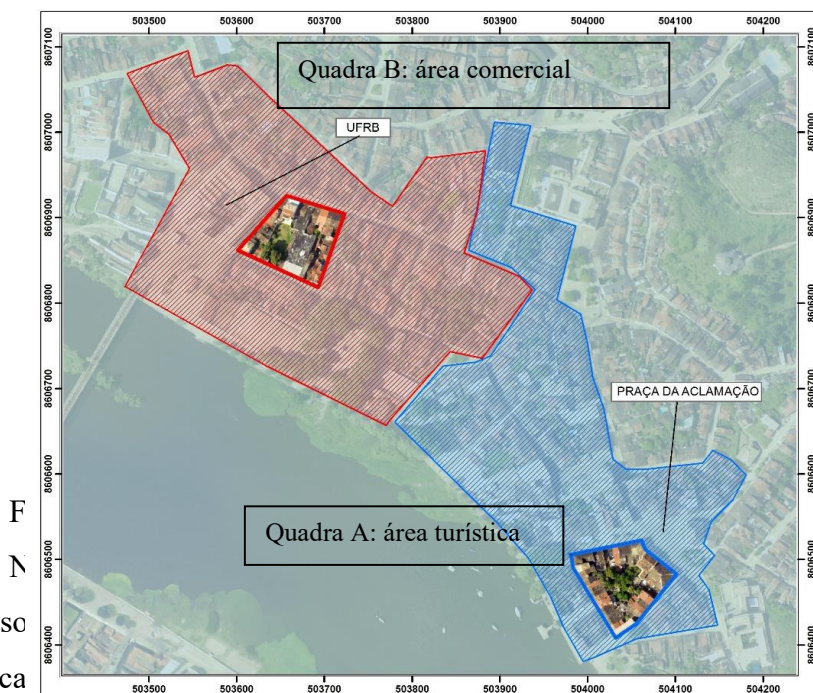 503500 503600 503700 503800 503900 504000 504100 504200
8607100
8607100
Quadra B: área comercial
UFRB
8607000
8607000
8606900
8606900
8606800
8606800
8606700
8606700
PRAÇA DA ACLAMAÇÃO
8606600
8606600
F
Quadra A: área turística
8606500
8606500
N
so
8606400
8606400
ca
503500 503600 503700 503800 503900 504000 504100 504200